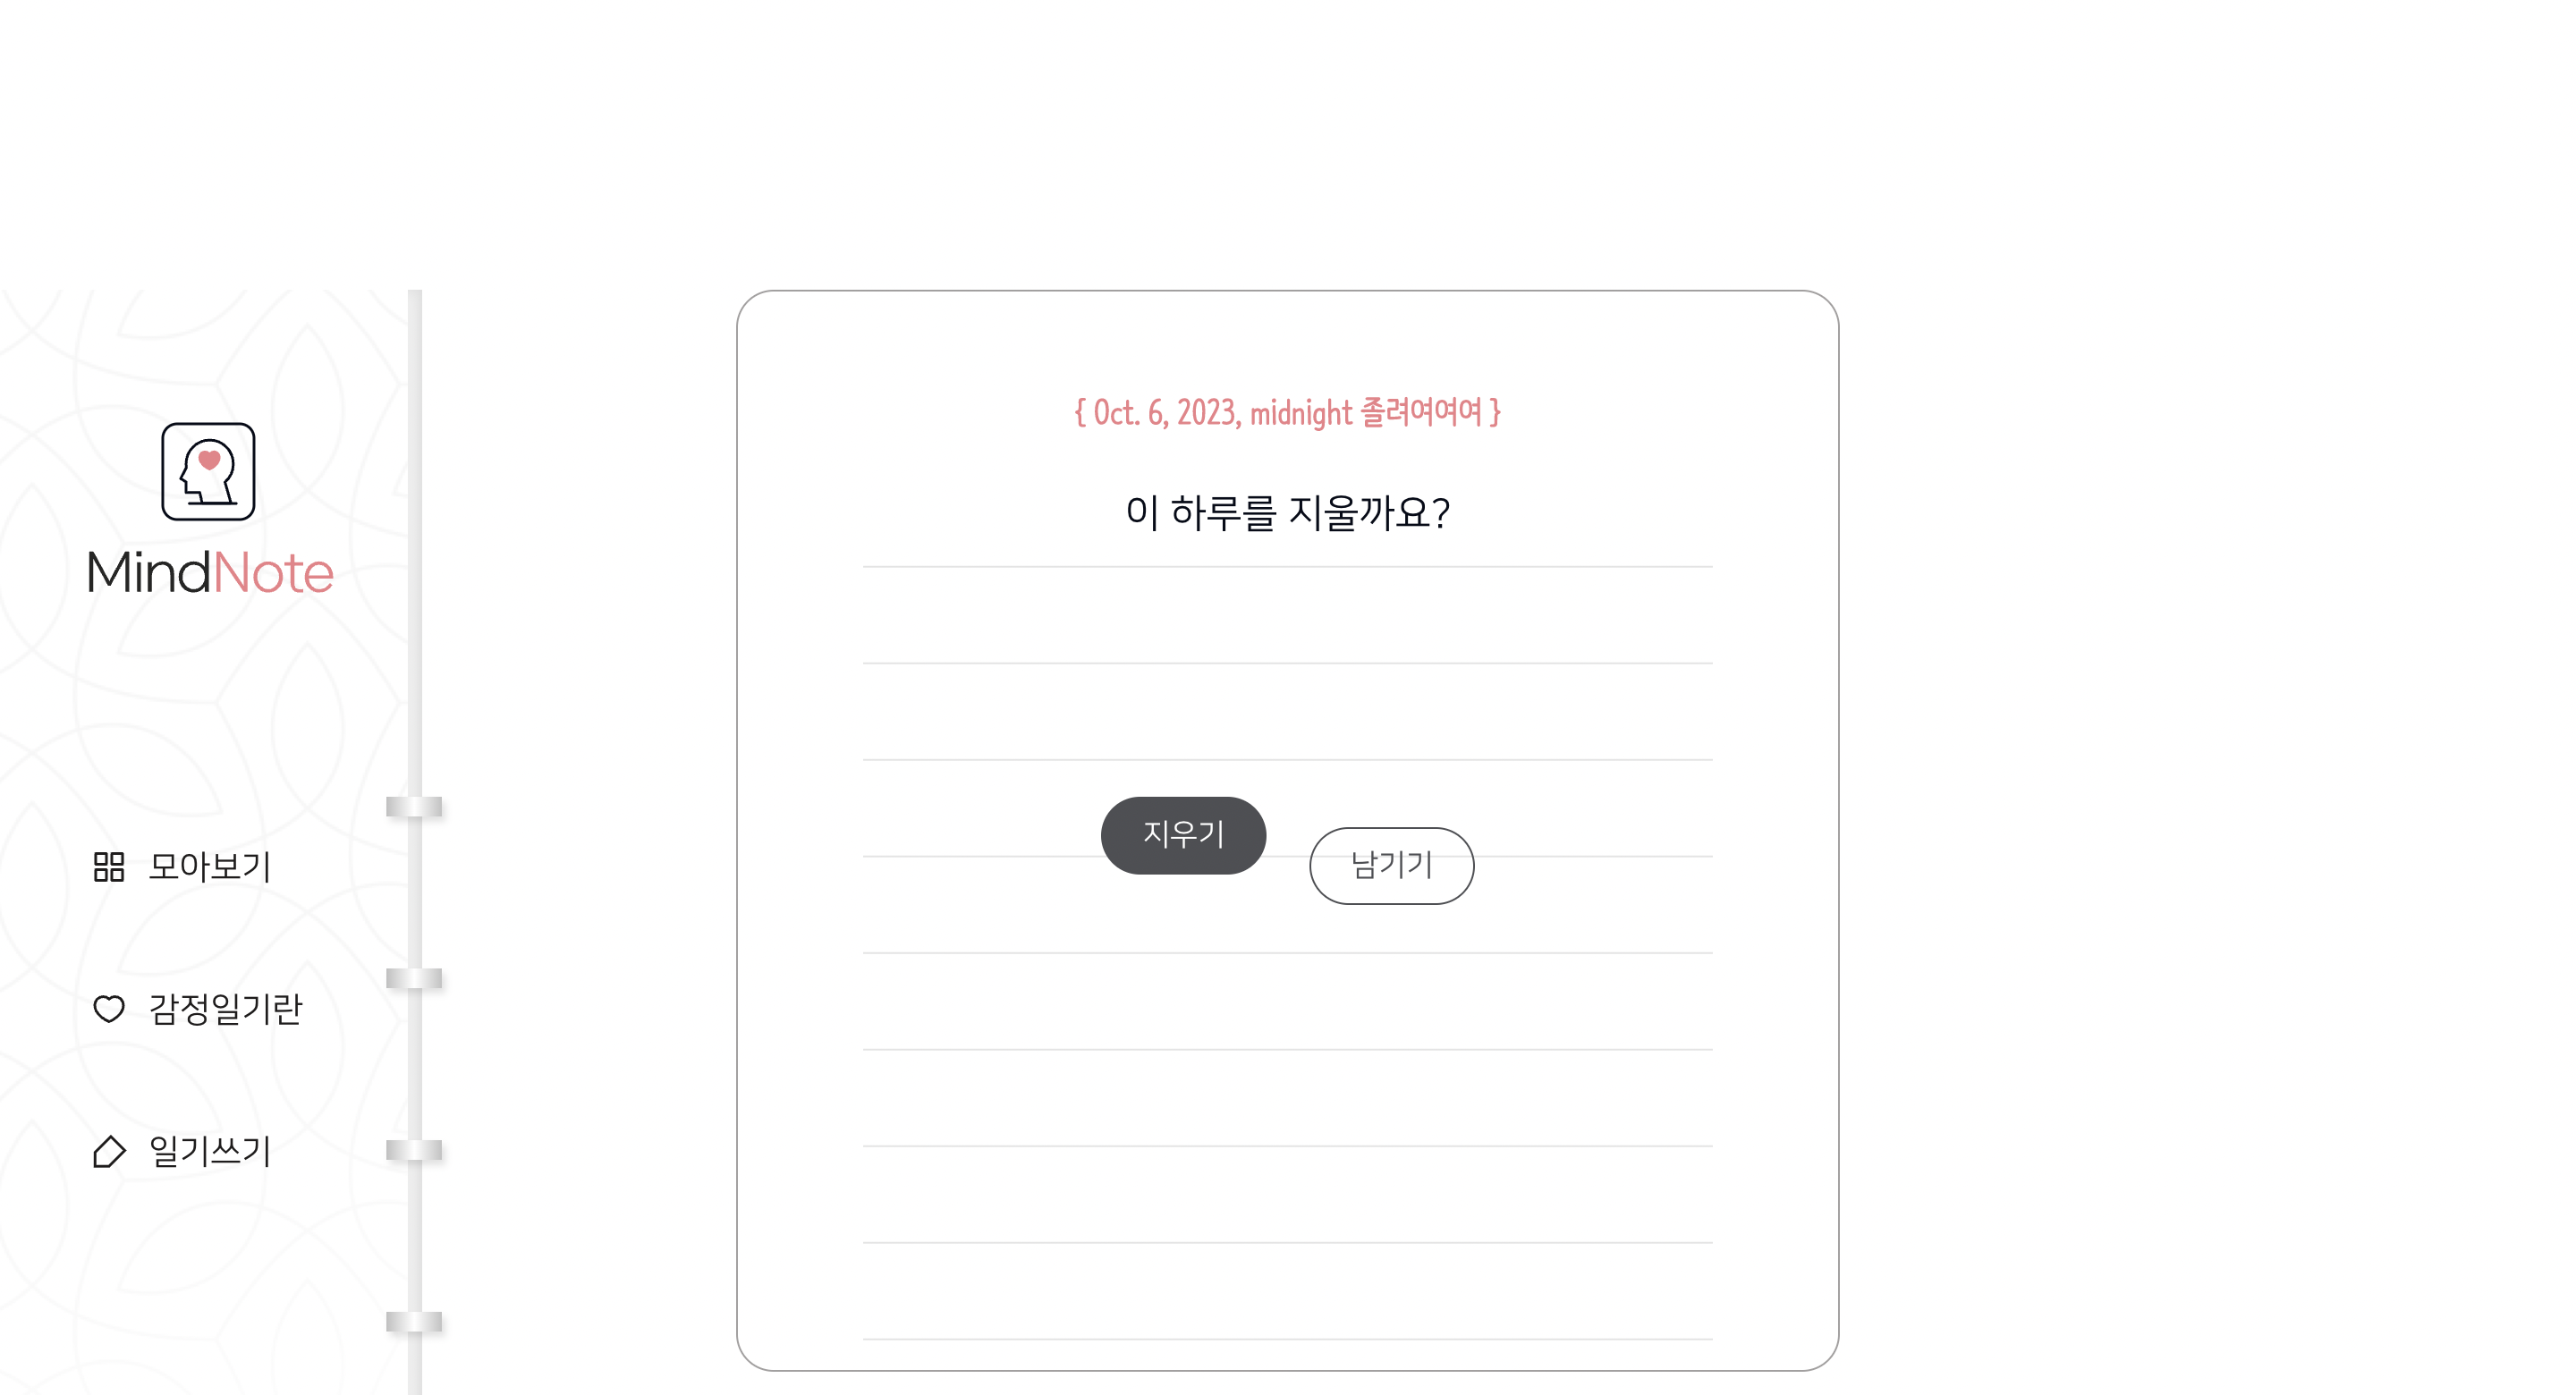 MindNote
모아보기
감정일기란
일기쓰기
{ Oct. 6, 2023, midnight 졸려여여여 }
이 하루를 지울까요?
지우기
남기기